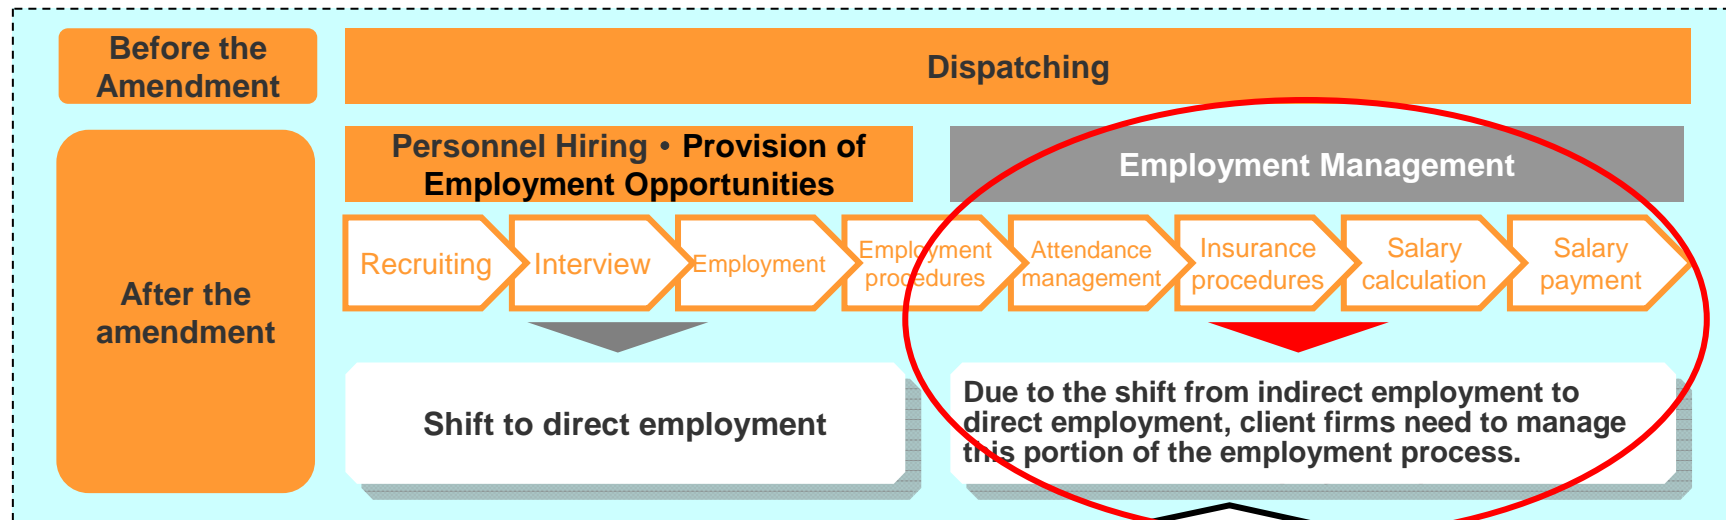 Before the
Amendment
Dispatching
Personnel Hiring・Provision of
Employment Opportunities
Employment Management
After the
amendment
Recruiting
Interview
Employment
Employment
procedures
Attendance
management
Insurance
procedures
Salary
calculation
Salary
payment
Shift to direct employment
Due to the shift from indirect employment to
direct employment, client firms need to manage
this portion of the employment process.